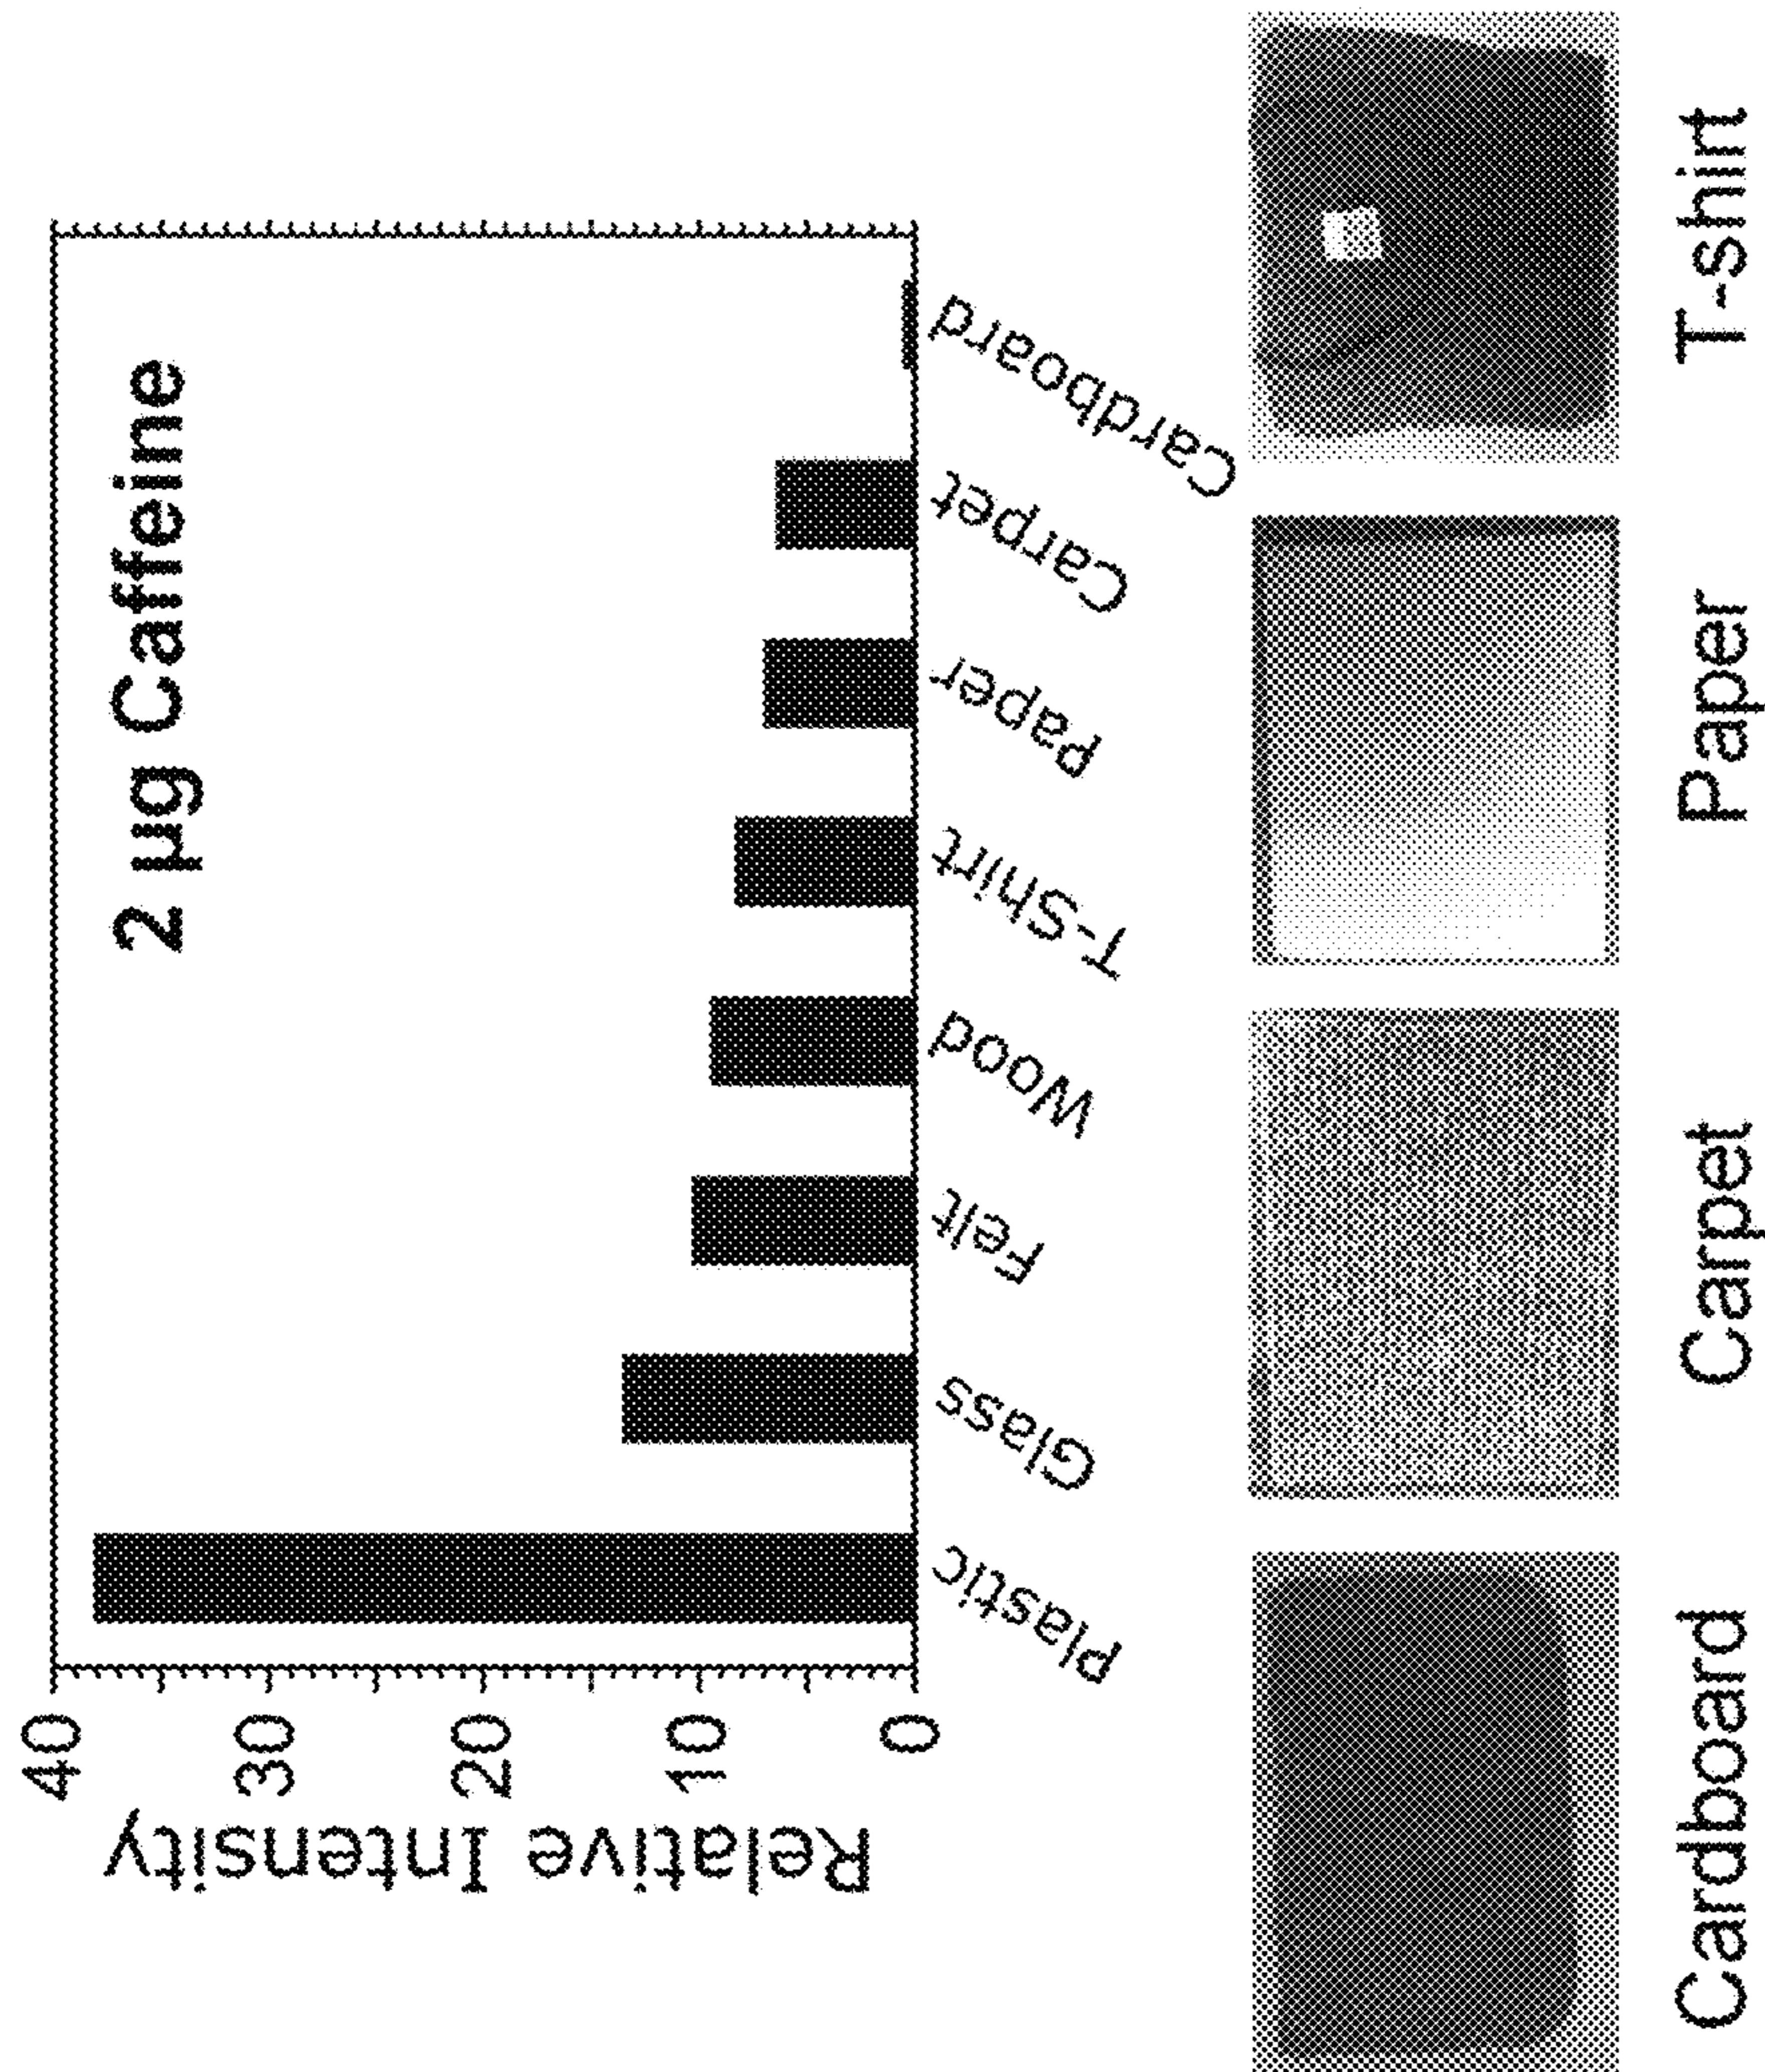 2 µg Caffeine
Relative Intensity
40
30
20
10
0
Plastic
Glass
Felt
Wood
T-Shirt
Paper
Carpet
Cardboard
Cardboard
Carpet
Paper
T-shirt